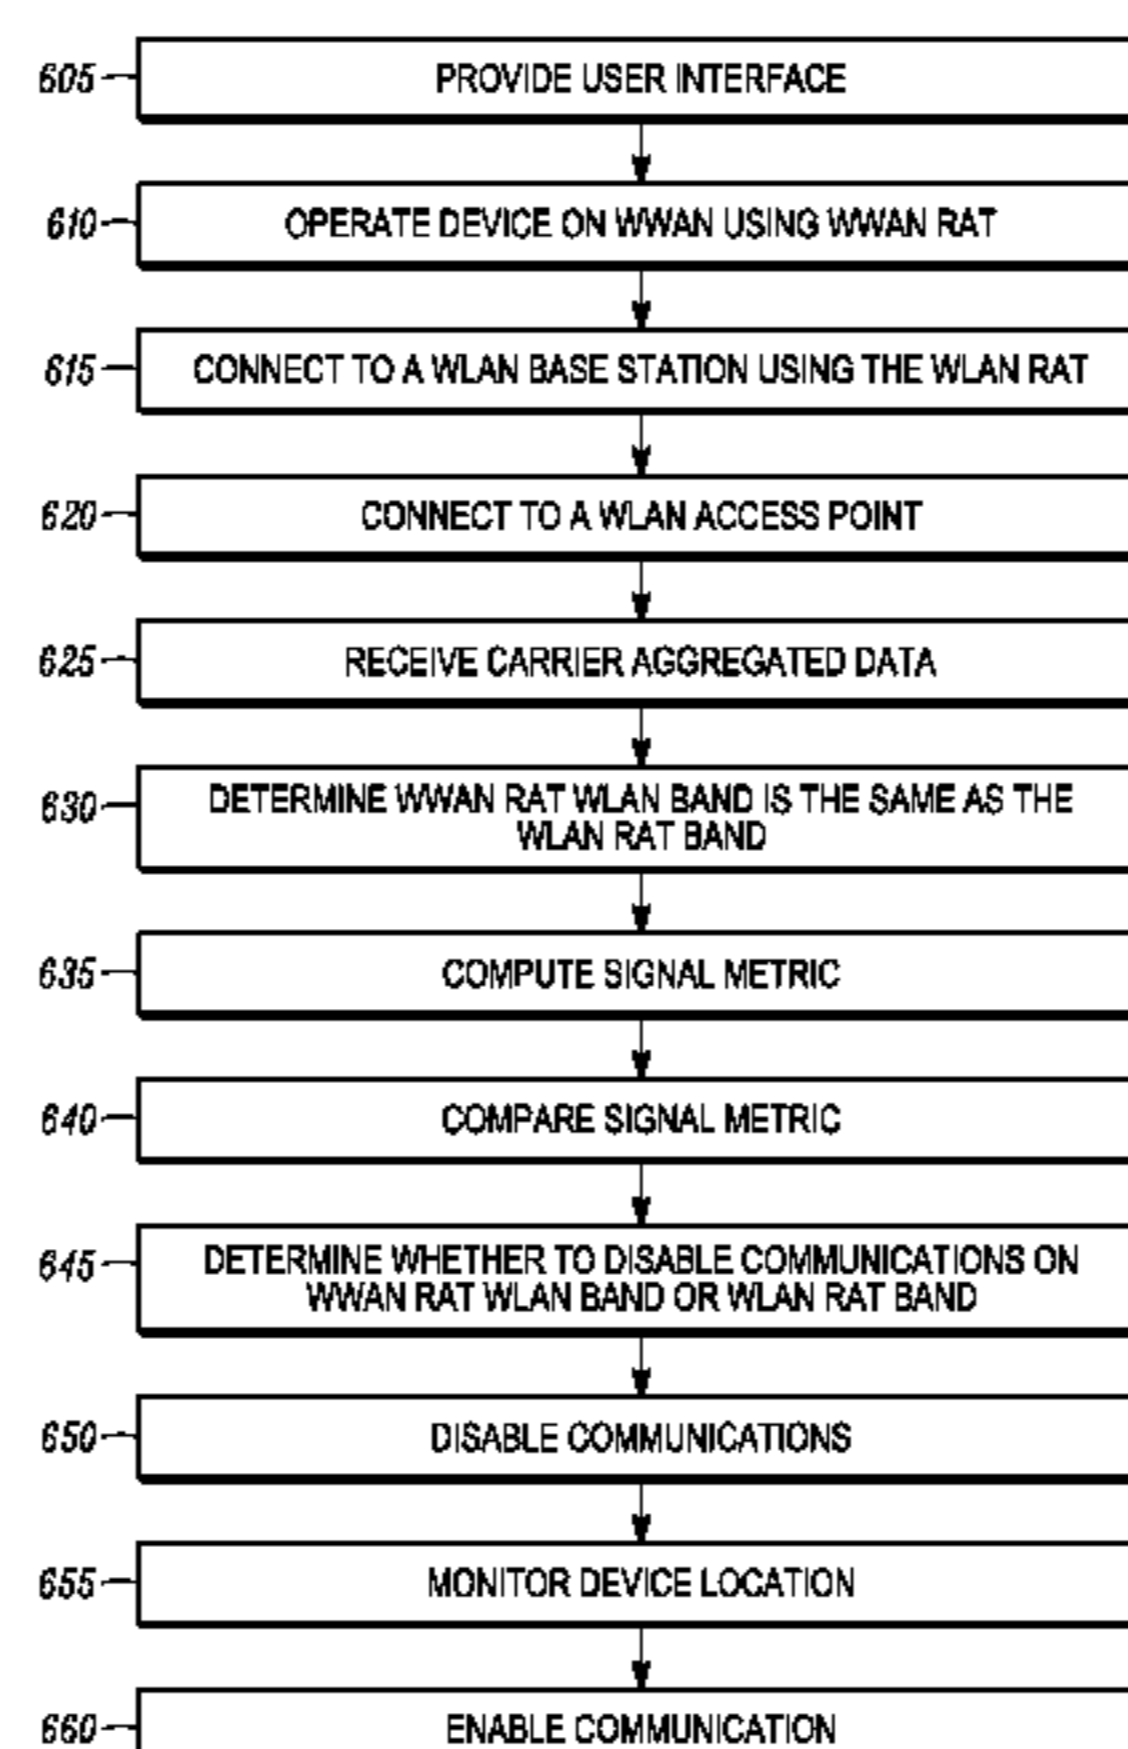 605 PROVIDE USER INTERFACE
610 OPERATE DEVICE ON WWAN USING WWAN RAT
615 CONNECT TO A WLAN BASE STATION USING THE WLAN RAT
620 CONNECT TO A WLAN ACCESS POINT
625 RECEIVE CARRIER AGGREGATED DATA
630 DETERMINE WWAN RAT WLAN BAND IS THE SAME AS THE
WLAN RAT BAND
635 COMPUTE SIGNAL METRIC
640 COMPARE SIGNAL METRIC
645 DETERMINE WHETHER TO DISABLE COMMUNICATIONS ON
WWAN RAT WLAN BAND OR WLAN RAT BAND
650 DISABLE COMMUNICATIONS
655 MONITOR DEVICE LOCATION
660 ENABLE COMMUNICATION